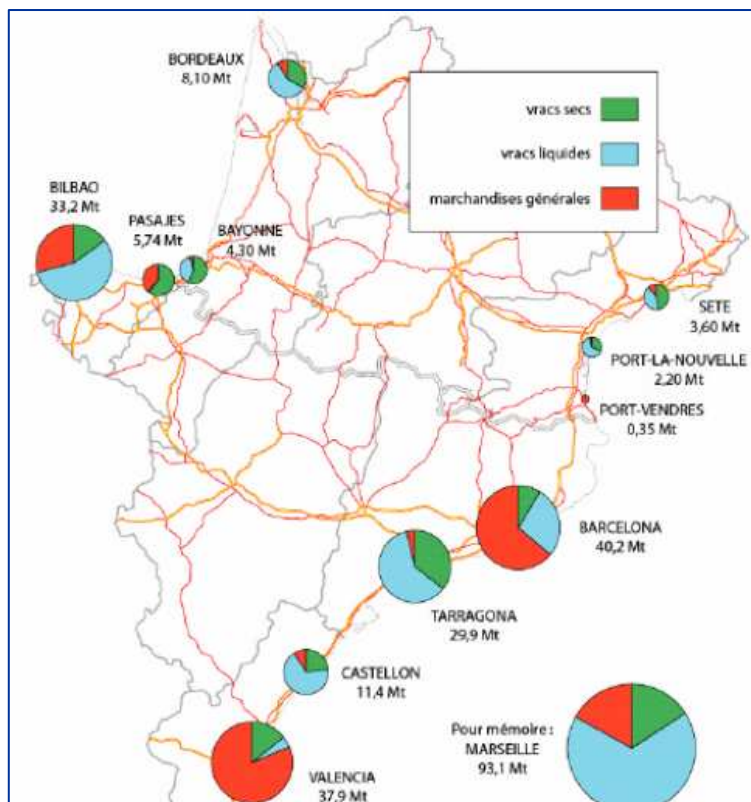 BORDEAUX
8,10 Mt
vracs secs
vracs liquides
marchandises générales
BILBAO
33,2 Mt
PASAJES
5,74 Mt
BAYONNE
4,30 Mt
SETE
3,60 Mt
PORT-LA-NOUVELLE
2,20 Mt
PORT-VENDRES
0,35 Mt
BARCELONA
40,2 Mt
TARRAGONA
29,9 Mt
CASTELLON
11,4 Mt
Pour mémoire :
MARSEILLE
93,1 Mt
VALENCIA
37,9 Mt